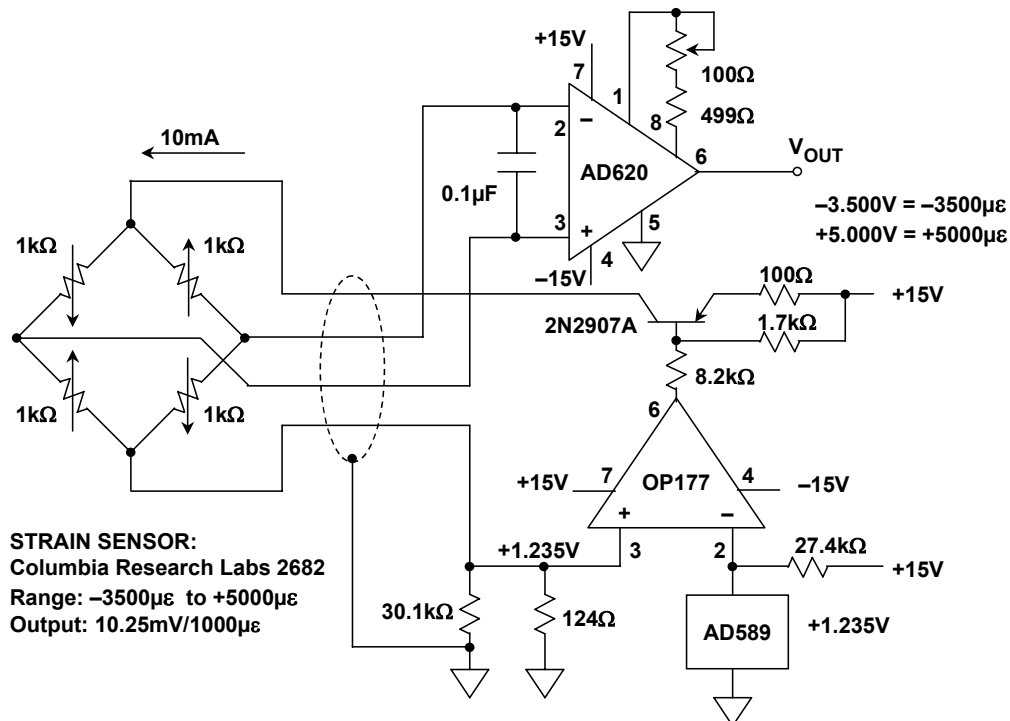 +15V
7
1
100Ω
499Ω
8
2
–
6
V_OUT
10mA
AD620
0.1µF
3
+
5
4
–15V
–3.500V = –3500µε
+5.000V = +5000µε
1kΩ
1kΩ
1kΩ
1kΩ
100Ω
+15V
2N2907A
1.7kΩ
8.2kΩ
6
+15V
7
OP177
4
–15V
+
–
3
2
+1.235V
27.4kΩ
+15V
30.1kΩ
124Ω
AD589
+1.235V
STRAIN SENSOR:
Columbia Research Labs 2682
Range: –3500µε to +5000µε
Output: 10.25mV/1000µε